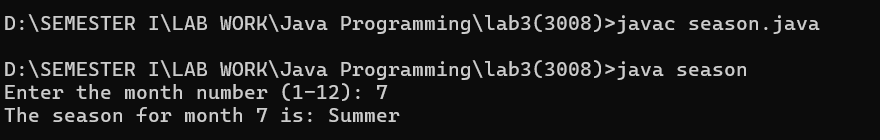 D:\SEMESTER I\LAB WORK\Java Programming\lab3(3008)>javac season.java
D:\SEMESTER I\LAB WORK\Java Programming\lab3(3008)>java season
Enter the month number (1-12): 7
The season for month 7 is: Summer